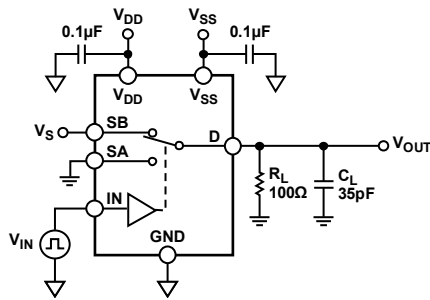 V_DD V_SS
0.1µF 0.1µF
V_DD V_SS
V_S SB D V_OUT
SA
R_L 100Ω C_L 35pF
IN
V_IN GND